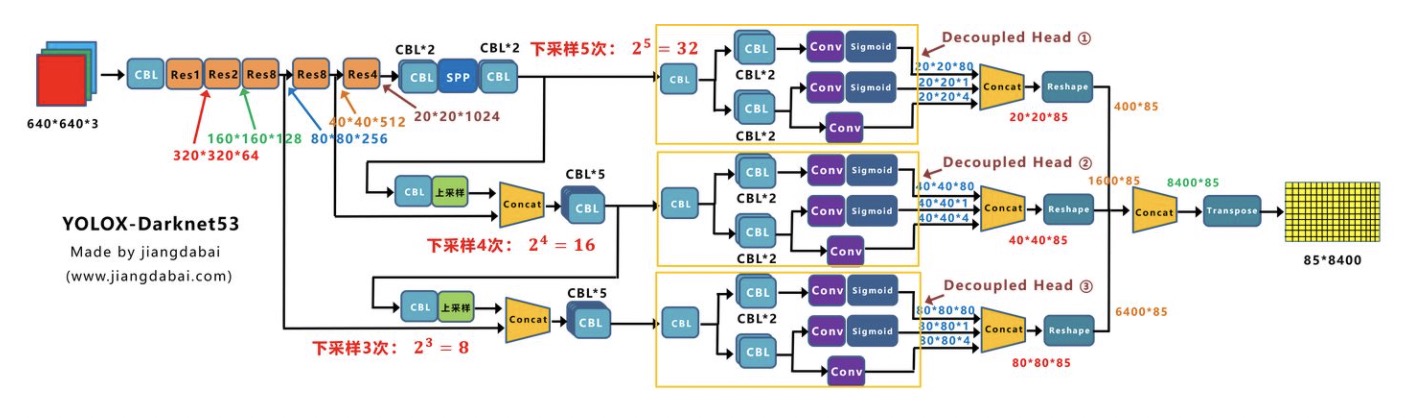 640*640*3
CBL
Res1
Res2
Res8
Res8
Res4
CBL*2
CBL
SPP
CBL*2
CBL
320*320*64
160*160*128
80*80*256
40*40*512
20*20*1024
下采样5次： 2^5 = 32
CBL
CBL
CBL*2
CBL
CBL*2
Conv
Sigmoid
Conv
Sigmoid
Conv
Decoupled Head ①
20*20*80
20*20*1
20*20*4
Concat
20*20*85
Reshape
400*85
CBL
上采样
Concat
CBL*5
CBL
下采样4次： 2^4 = 16
CBL
CBL
CBL*2
CBL
CBL*2
Conv
Sigmoid
Conv
Sigmoid
Conv
Decoupled Head ②
40*40*80
40*40*1
40*40*4
Concat
40*40*85
Reshape
1600*85
Concat
8400*85
Transpose
85*8400
YOLOX-Darknet53
Made by jiangdabai
(www.jiangdabai.com)
CBL
上采样
Concat
CBL*5
CBL
下采样3次： 2^3 = 8
CBL
CBL
CBL*2
CBL
Conv
Sigmoid
Conv
Sigmoid
Conv
Decoupled Head ③
80*80*80
80*80*1
80*80*4
Concat
80*80*85
Reshape
6400*85